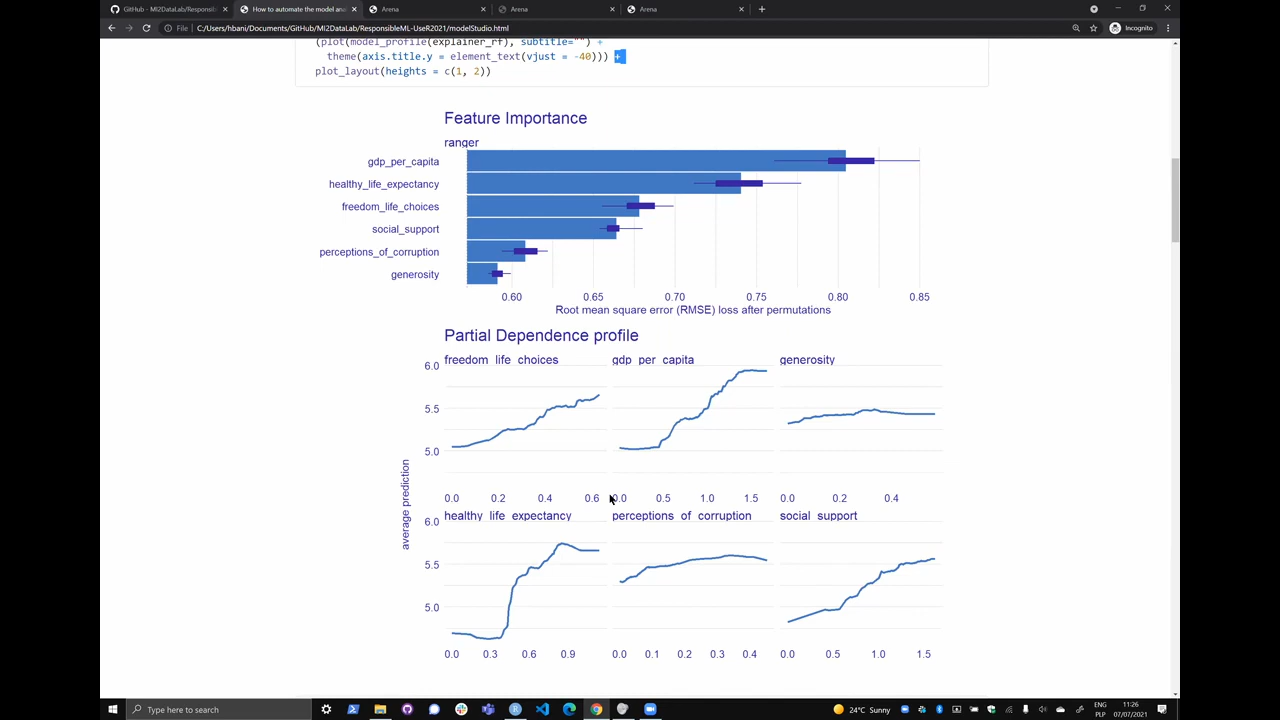 GitHub - MI2DataLab/Responsible
How to automate the model anal
Arena
Arena
Arena
File
C:/Users/hbani/Documents/GitHub/ResponsibleML-UseR2021/modelStudio.html
Incognito
(plot(model_profile(explainer_rf), subtitle="") +
theme(axis.title.y = element_text(vjust = -40))) +
plot_layout(heights = c(1, 2))
Feature Importance
ranger
gdp_per_capita
healthy_life_expectancy
freedom_life_choices
social_support
perceptions_of_corruption
generosity
0.60 0.65 0.70 0.75 0.80 0.85
Root mean square error (RMSE) loss after permutations
Partial Dependence profile
freedom_life_choices gdp_per_capita generosity
6.0
5.5
5.0
0.0 0.2 0.4 0.6 0.0 0.5 1.0 1.5 0.0 0.2 0.4
healthy_life_expectancy perceptions_of_corruption social_support
6.0
5.5
5.0
0.0 0.3 0.6 0.9 0.0 0.1 0.2 0.3 0.4 0.0 0.5 1.0 1.5
average prediction
Type here to search
24°C Sunny
ENG
PLP
11:26
07/07/2021